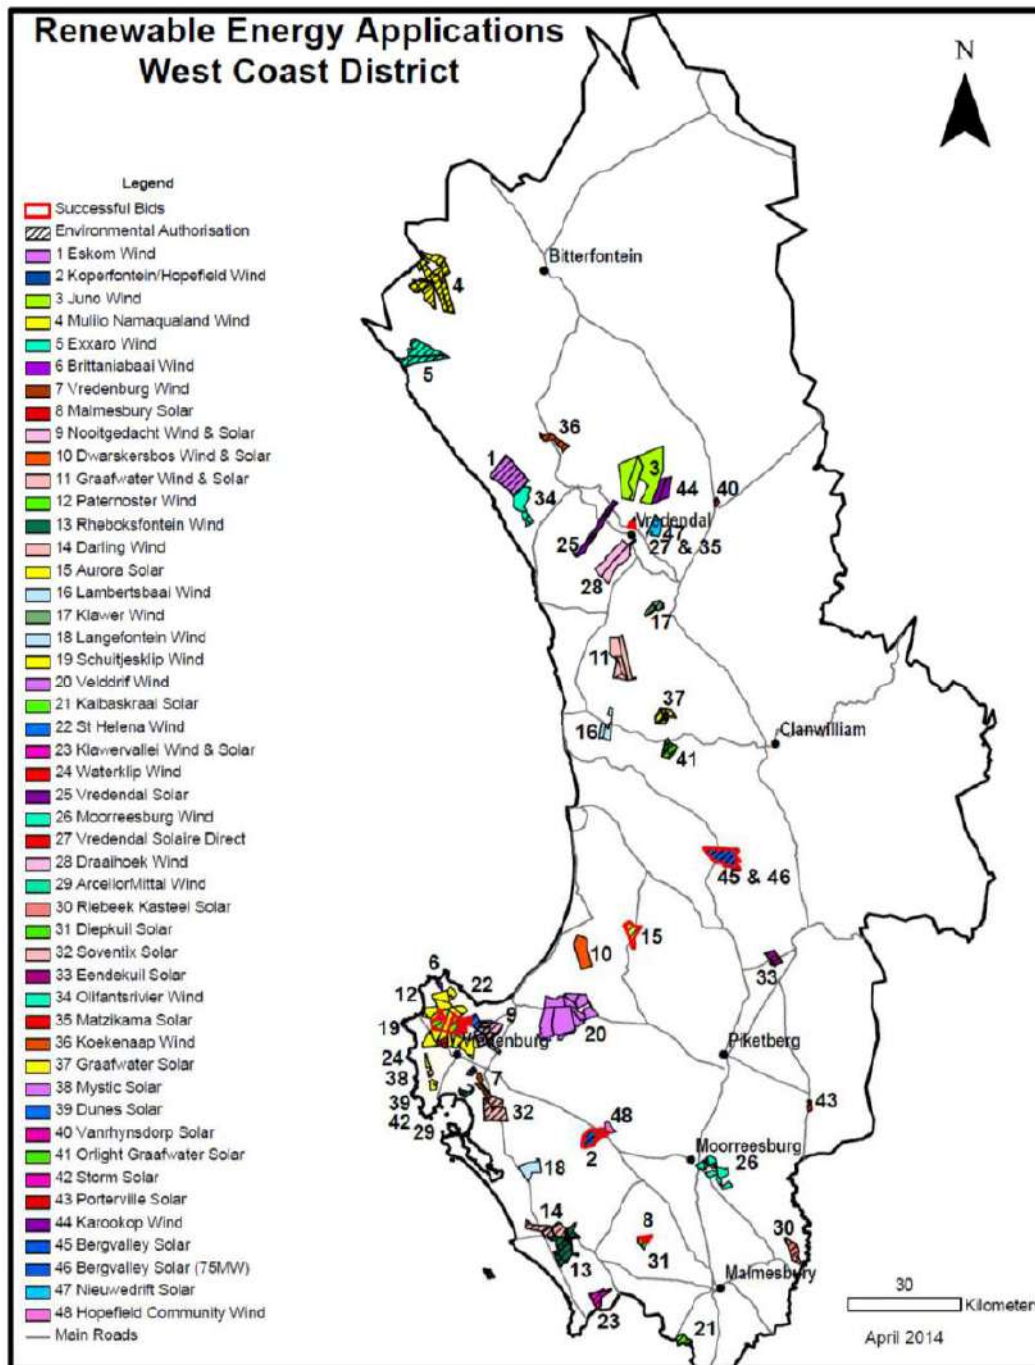 Renewable Energy Applications
West Coast District
N
Legend
Successful Bids
Environmental Authorisation
1 Eskom Wind
2 Koperfontein/Hopefield Wind
3 Juno Wind
4 Mulilo Namaqualand Wind
5 Exxaro Wind
6 Brittaniabaai Wind
7 Vredenburg Wind
8 Malmesbury Solar
9 Nooitgedacht Wind & Solar
10 Dwarskersbos Wind & Solar
11 Graafwater Wind & Solar
12 Paternoster Wind
13 Rheboksfontein Wind
14 Darling Wind
15 Aurora Solar
16 Lambertsbaai Wind
17 Klawer Wind
18 Langefontein Wind
19 Schuitjesklip Wind
20 Velddrif Wind
21 Kalbaskraal Solar
22 St Helena Wind
23 Klawervallei Wind & Solar
24 Waterklip Wind
25 Vredendal Solar
26 Moorreesburg Wind
27 Vredendal Solaire Direct
28 Draaihoek Wind
29 ArcellorMittal Wind
30 Riebeek Kasteel Solar
31 Diepkuil Solar
32 Soventix Solar
33 Eendekuil Solar
34 Olifantsrivier Wind
35 Matzikama Solar
36 Koekenaap Wind
37 Graafwater Solar
38 Mystic Solar
39 Dunes Solar
40 Vanrhynsdorp Solar
41 Orlight Graafwater Solar
42 Storm Solar
43 Porterville Solar
44 Karookop Wind
45 Bergvalley Solar
46 Bergvalley Solar (75MW)
47 Nieuwedrift Solar
48 Hopefield Community Wind
Main Roads
Bitterfontein
4
5
36
1
3
34
44
40
Vredendal
47
25
27 & 35
28
17
11
37
16
Clanwilliam
41
45 & 46
15
10
33
6
22
12
9
19
20
Vredenburg
Piketberg
24
38
7
39
42
32
43
29
48
2
Moorreesburg
26
18
14
8
30
13
31
Malmesbury
23
21
30
Kilometers
April 2014